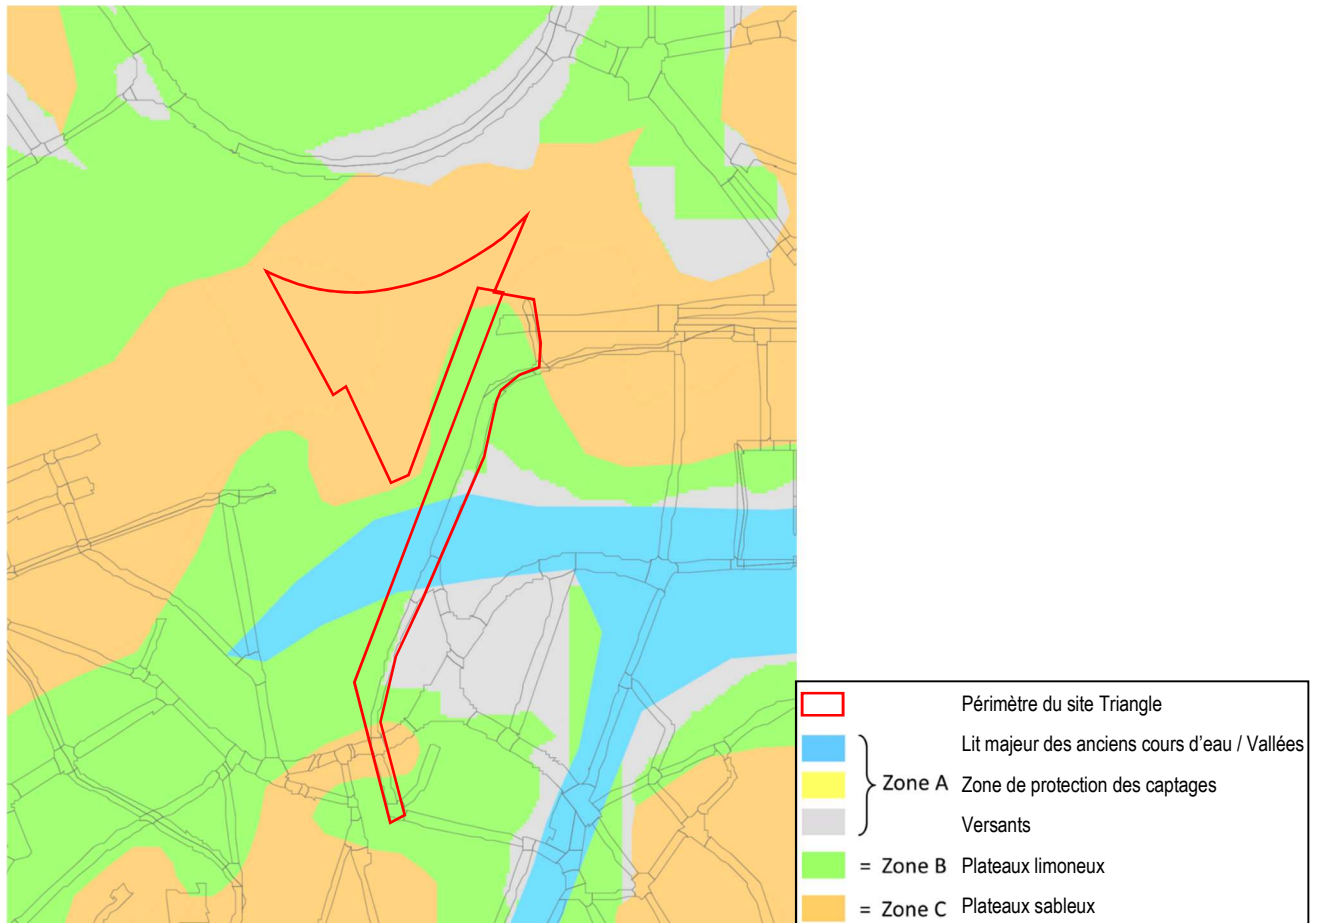 Périmètre du site Triangle
Lit majeur des anciens cours d'eau / Vallées
Zone A Zone de protection des captages
Versants
= Zone B Plateaux limoneux
= Zone C Plateaux sableux